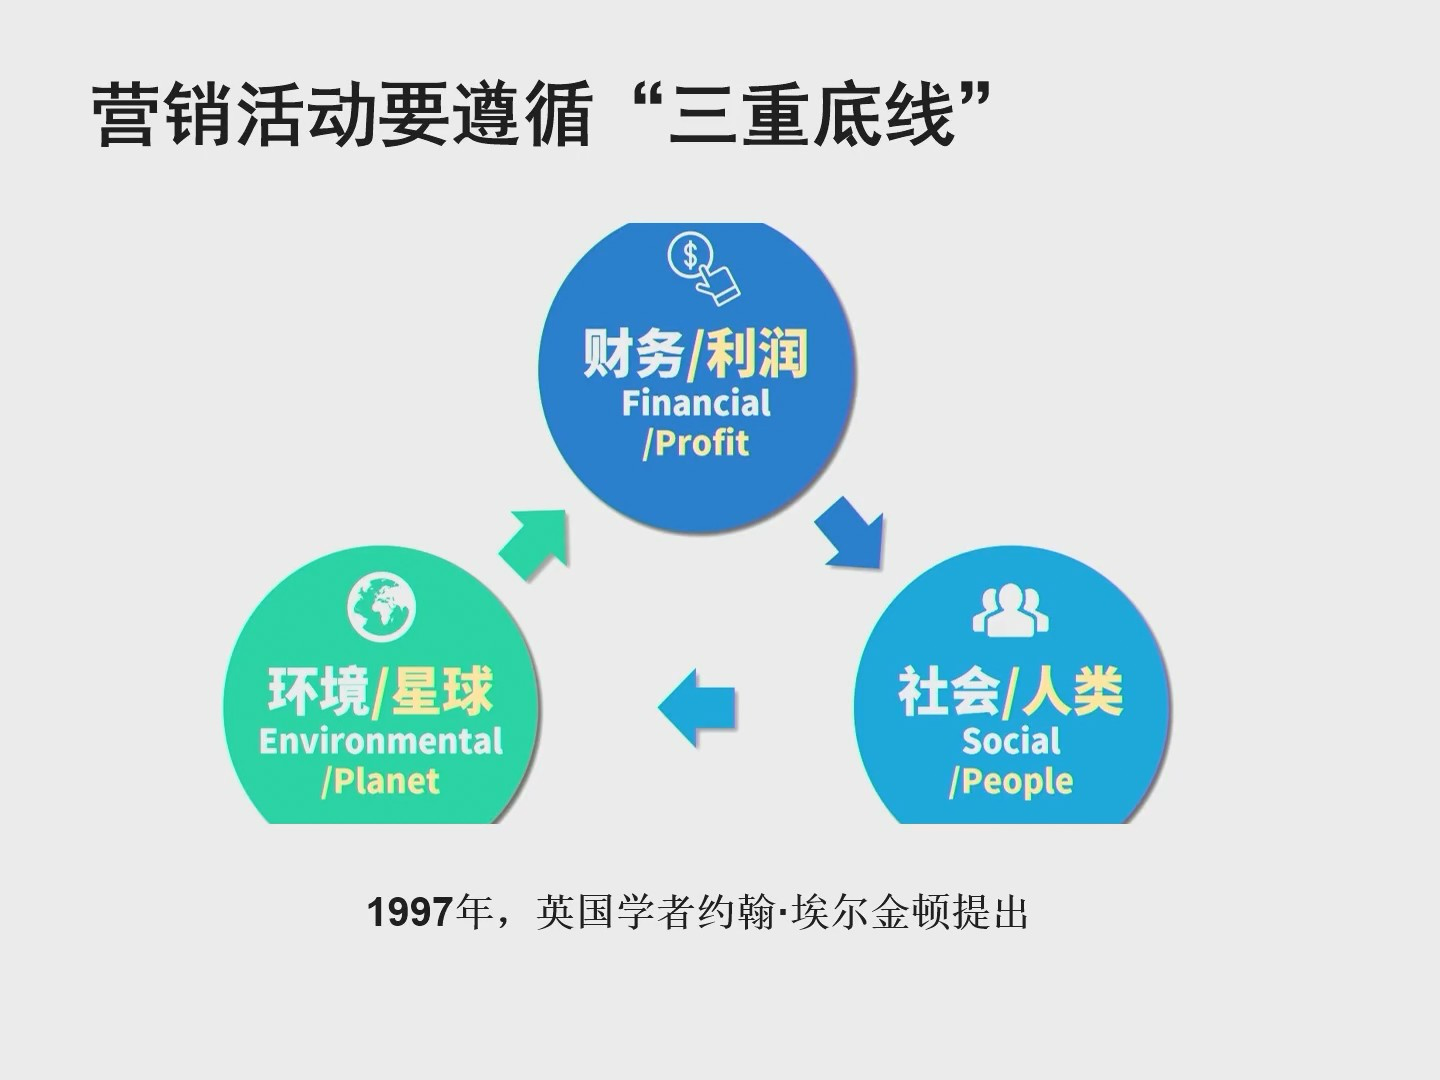 营销活动要遵循“三重底线”
$
财务/利润
Financial
/Profit
环境/星球
Environmental
/Planet
社会/人类
Social
/People
1997年，英国学者约翰·埃尔金顿提出